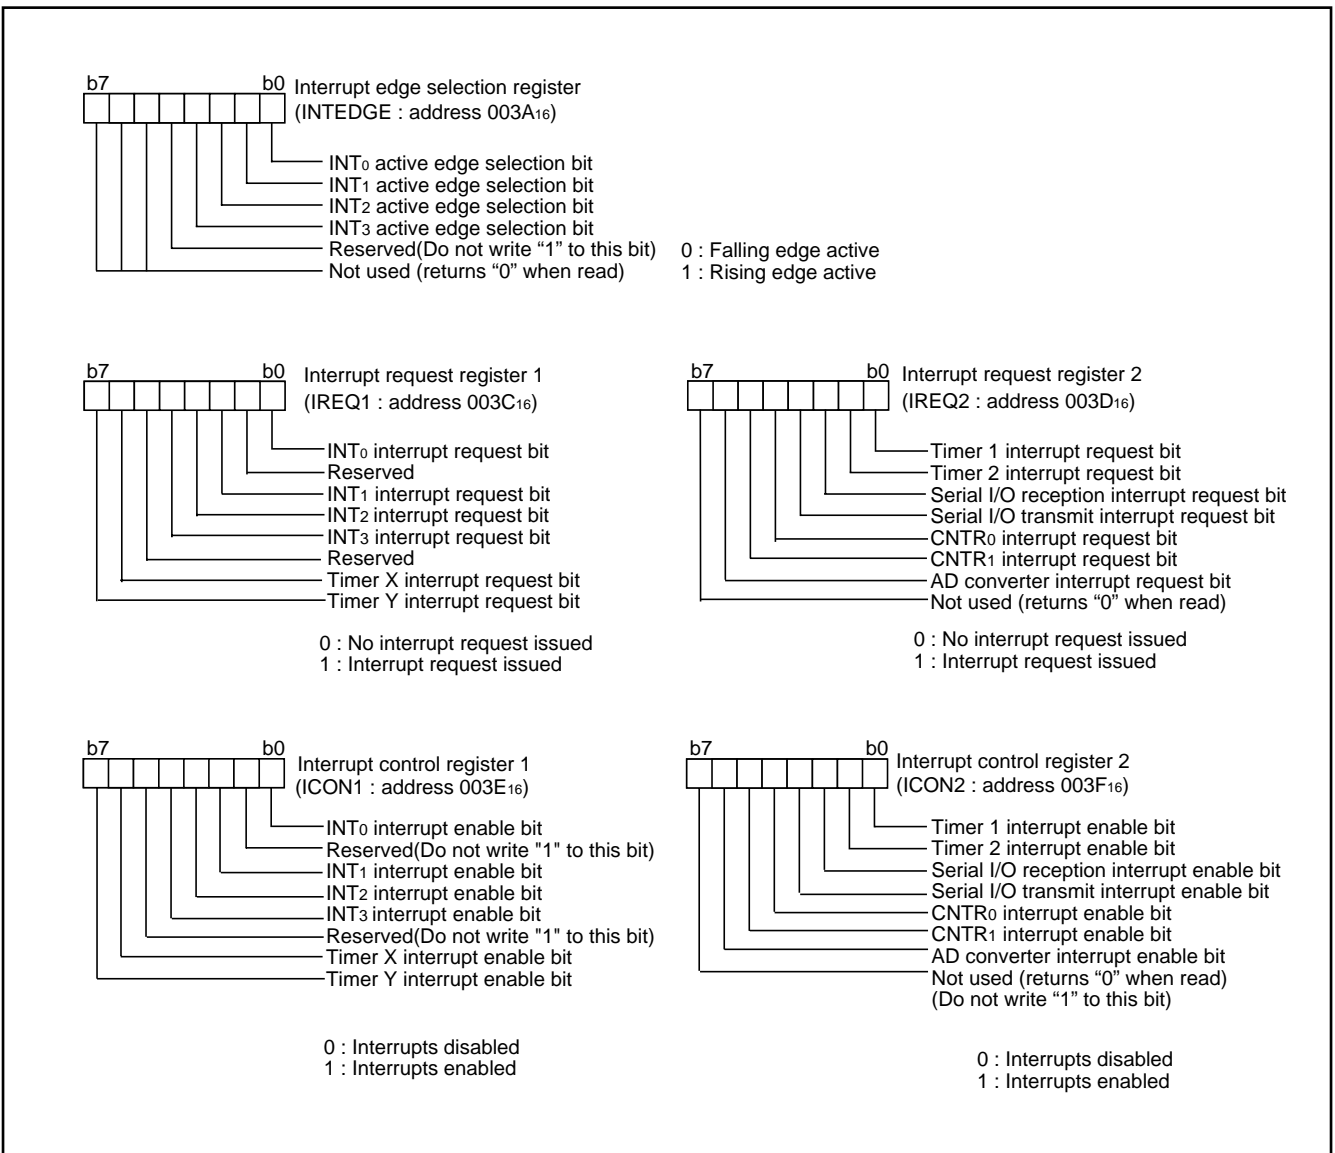 b7 b0 Interrupt edge selection register
(INTEDGE : address 003A16)
INT0 active edge selection bit
INT1 active edge selection bit
INT2 active edge selection bit
INT3 active edge selection bit
Reserved(Do not write “1” to this bit)
Not used (returns “0” when read)
0 : Falling edge active
1 : Rising edge active
b7 b0 Interrupt request register 1
(IREQ1 : address 003C16)
INT0 interrupt request bit
Reserved
INT1 interrupt request bit
INT2 interrupt request bit
INT3 interrupt request bit
Reserved
Timer X interrupt request bit
Timer Y interrupt request bit
0 : No interrupt request issued
1 : Interrupt request issued
b7 b0 Interrupt request register 2
(IREQ2 : address 003D16)
Timer 1 interrupt request bit
Timer 2 interrupt request bit
Serial I/O reception interrupt request bit
Serial I/O transmit interrupt request bit
CNTR0 interrupt request bit
CNTR1 interrupt request bit
AD converter interrupt request bit
Not used (returns “0” when read)
0 : No interrupt request issued
1 : Interrupt request issued
b7 b0 Interrupt control register 1
(ICON1 : address 003E16)
INT0 interrupt enable bit
Reserved(Do not write "1" to this bit)
INT1 interrupt enable bit
INT2 interrupt enable bit
INT3 interrupt enable bit
Reserved(Do not write "1" to this bit)
Timer X interrupt enable bit
Timer Y interrupt enable bit
0 : Interrupts disabled
1 : Interrupts enabled
b7 b0 Interrupt control register 2
(ICON2 : address 003F16)
Timer 1 interrupt enable bit
Timer 2 interrupt enable bit
Serial I/O reception interrupt enable bit
Serial I/O transmit interrupt enable bit
CNTR0 interrupt enable bit
CNTR1 interrupt enable bit
AD converter interrupt enable bit
Not used (returns “0” when read)
(Do not write “1” to this bit)
0 : Interrupts disabled
1 : Interrupts enabled